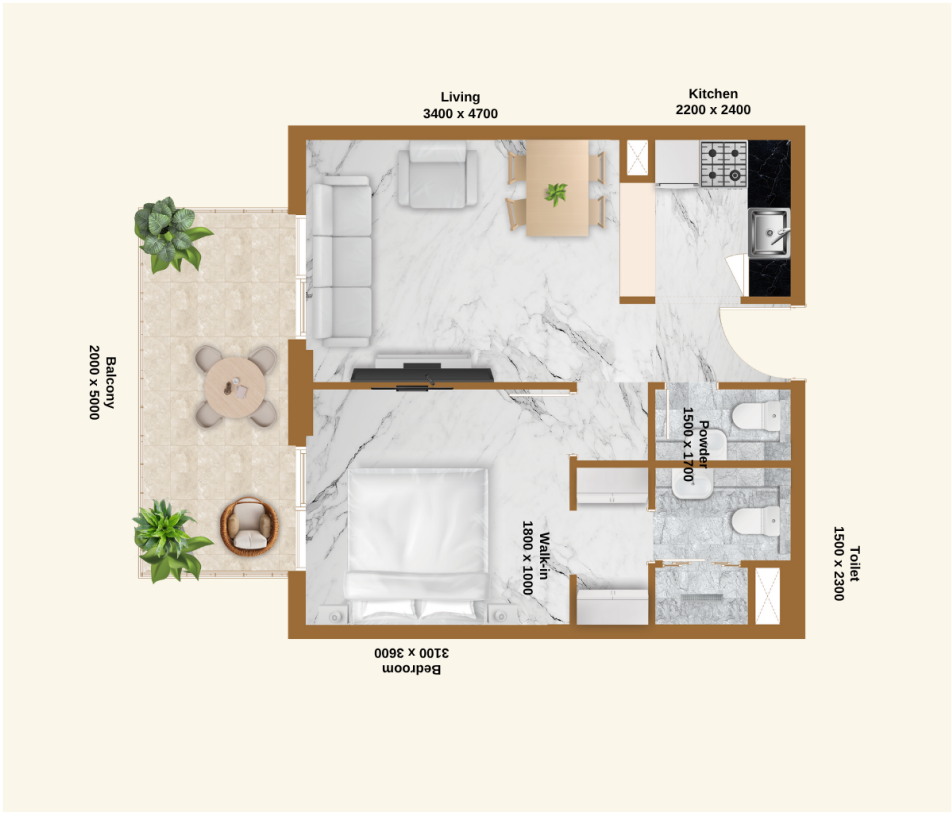 Living
3400 x 4700
Kitchen
2200 x 2400
Balcony
2000 x 5000
Powder
1500 x 1700
Walk-in
1800 x 1000
Toilet
1500 x 2300
Bedroom
3100 x 3600